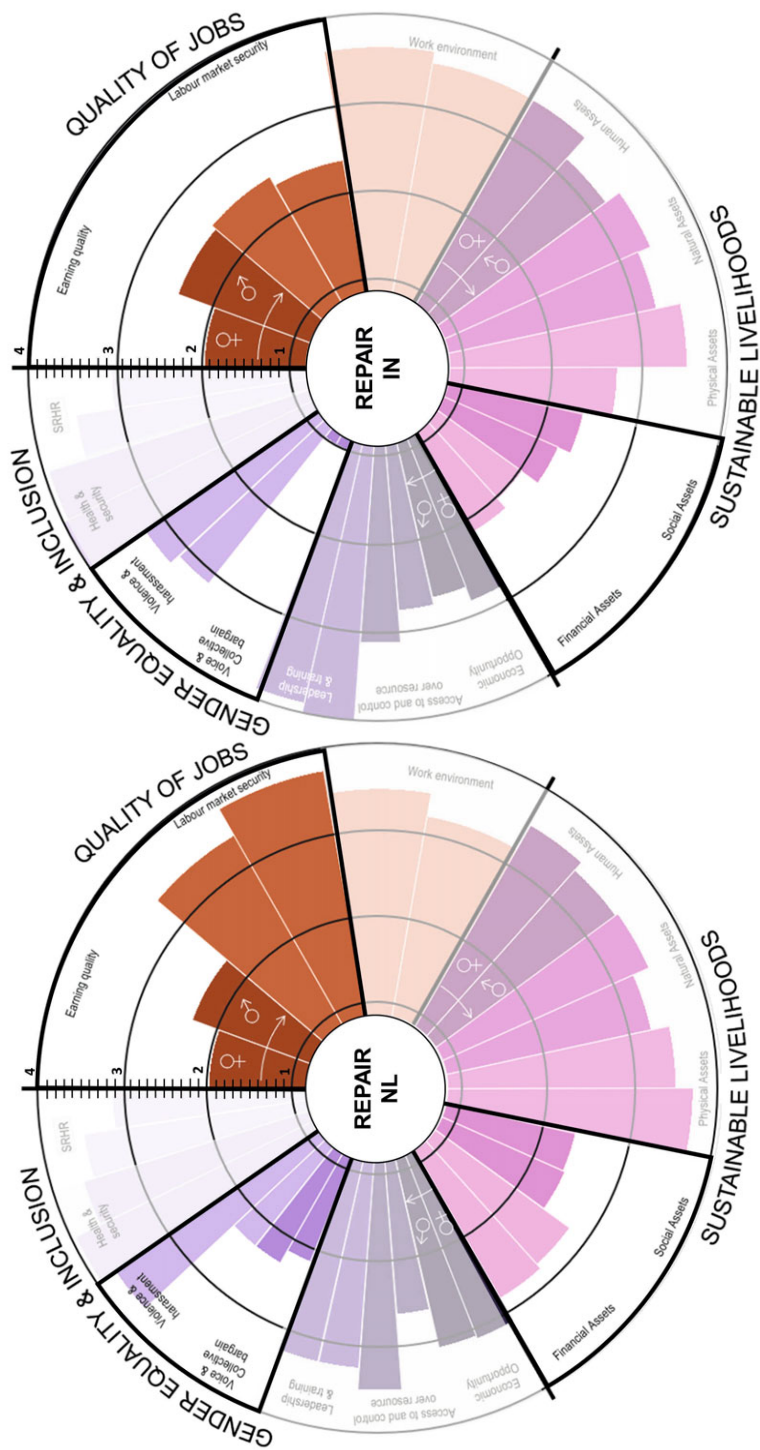 QUALITY OF JOBS
Labour market security
Earning quality
Work environment
Human Assets
Natural Assets
Physical Assets
SUSTAINABLE LIVELIHOODS
Social Assets
Financial Assets
Economic
Opportunity
Access to and control
over resource
Leadership
& training
Voice &
Collective
bargain
Violence &
harassment
Health &
security
SRHR
GENDER EQUALITY & INCLUSION
4
3
2
1
REPAIR
IN
QUALITY OF JOBS
Labour market security
Earning quality
Work environment
Human Assets
Natural Assets
Physical Assets
SUSTAINABLE LIVELIHOODS
Social Assets
Financial Assets
Economic
Opportunity
Access to and control
over resource
Leadership
& training
Voice &
Collective
bargain
Violence &
harassment
Health &
security
SRHR
GENDER EQUALITY & INCLUSION
4
3
2
1
REPAIR
NL